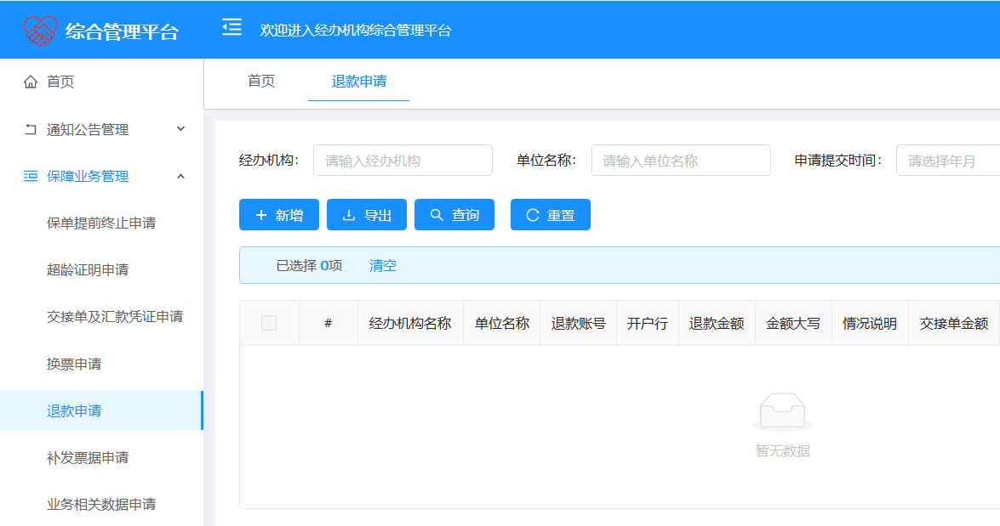 综合管理平台
欢迎进入经办机构综合管理平台
首页
通知公告管理
保障业务管理
保单提前终止申请
超龄证明申请
交接单及汇款凭证申请
换票申请
退款申请
补发票据申请
业务相关数据申请
首页 退款申请
经办机构: 请输入经办机构 单位名称: 请输入单位名称 申请提交时间: 请选择年月
新增 导出 查询 重置
已选择 0项 清空
# 经办机构名称 单位名称 退款账号 开户行 退款金额 金额大写 情况说明 交接单金额
暂无数据